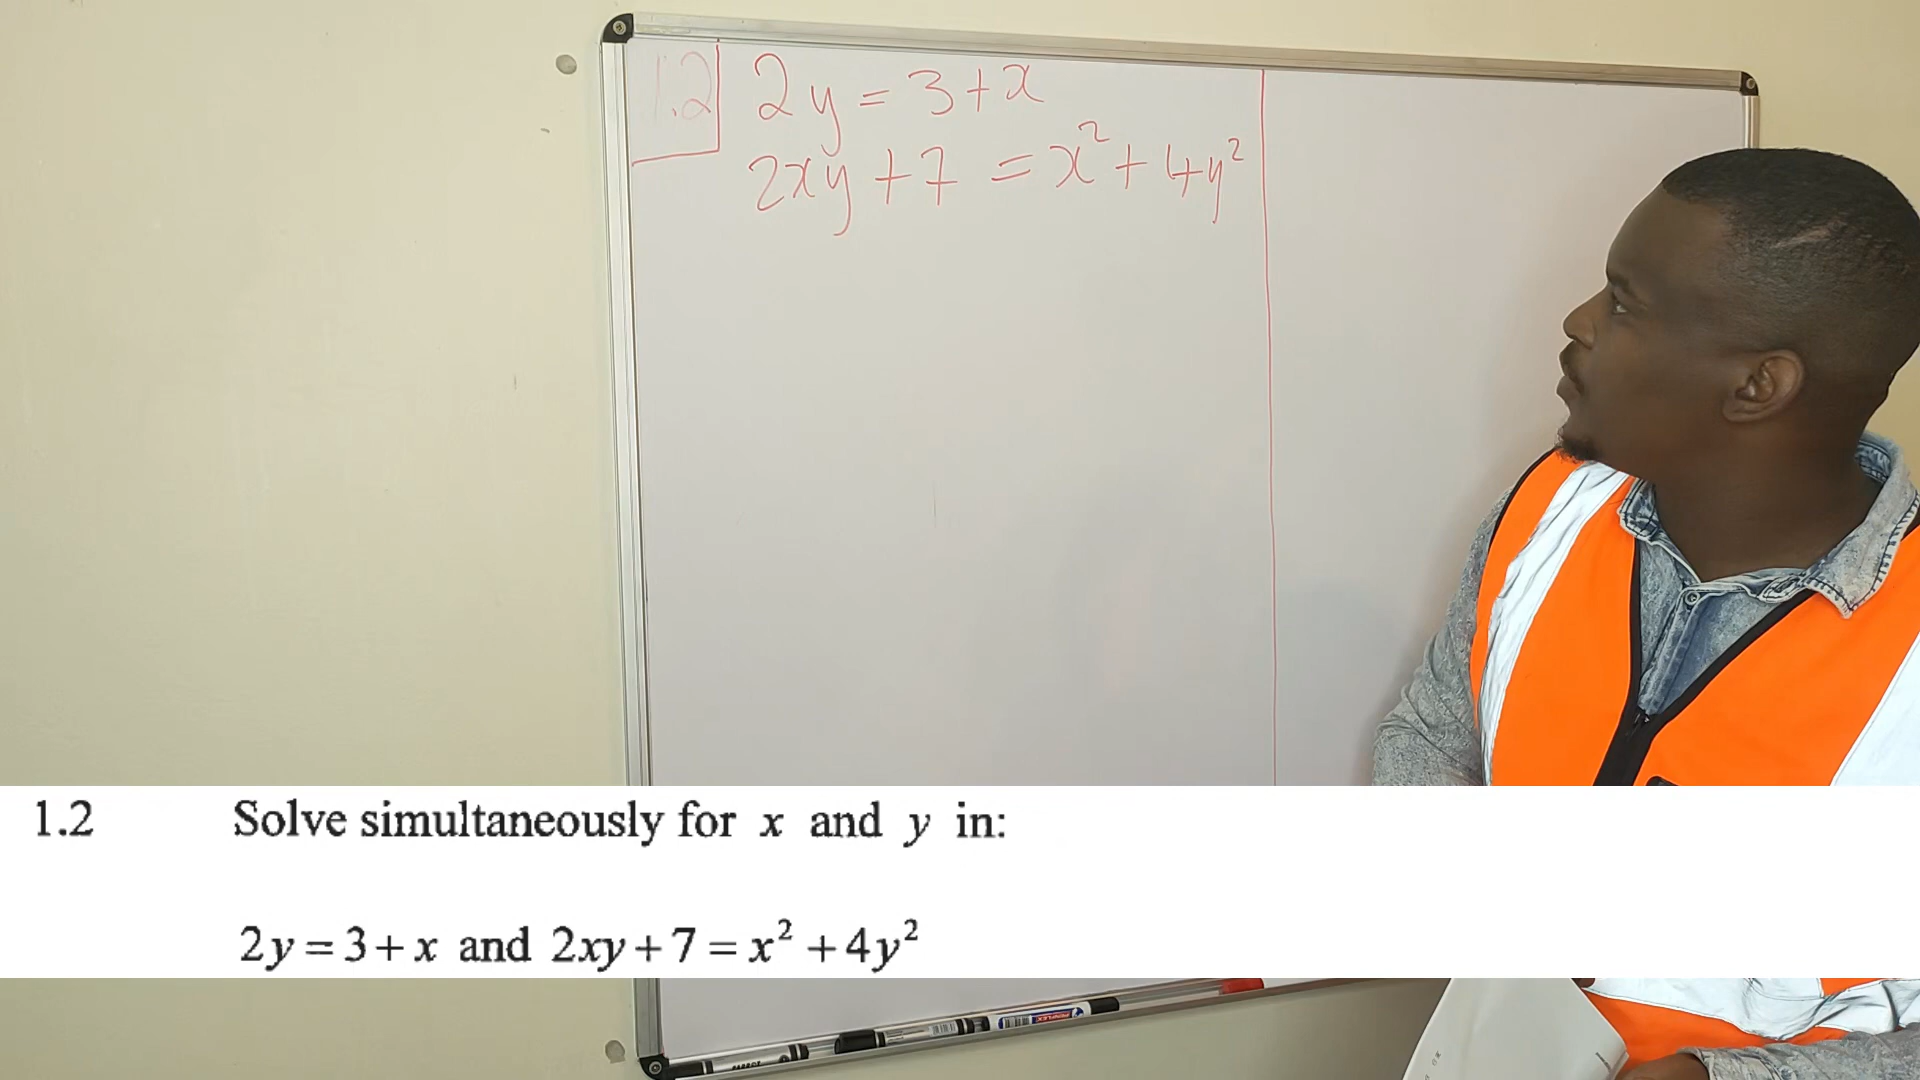 1.2 2y = 3 + x
2xy + 7 = x² + 4y²
1.2 Solve simultaneously for x and y in:
2y = 3 + x and 2xy + 7 = x² + 4y²